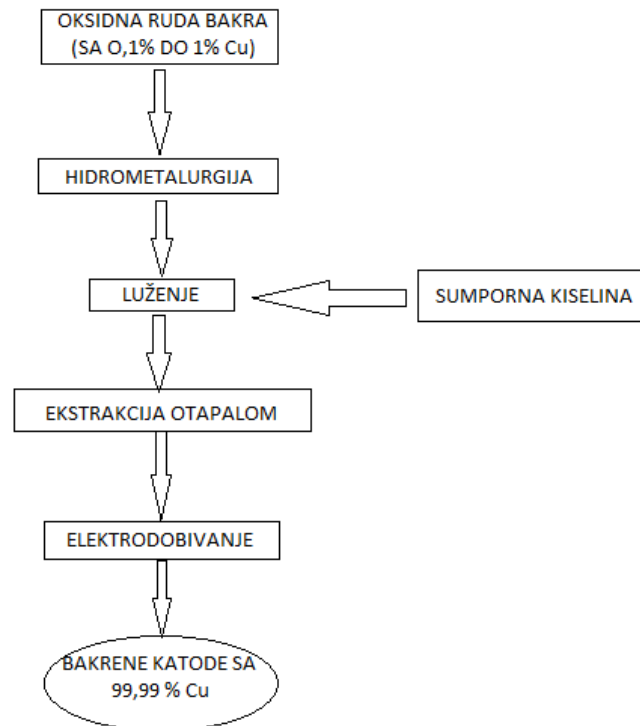 OKSIDNA RUDA BAKRA
(SA O,1% DO 1% Cu)
HIDROMETALURGIJA
LUŽENJE
SUMPORNA KISELINA
EKSTRAKCIJA OTAPALOM
ELEKTRODOBIVANJE
BAKRENE KATODE SA
99,99 % Cu